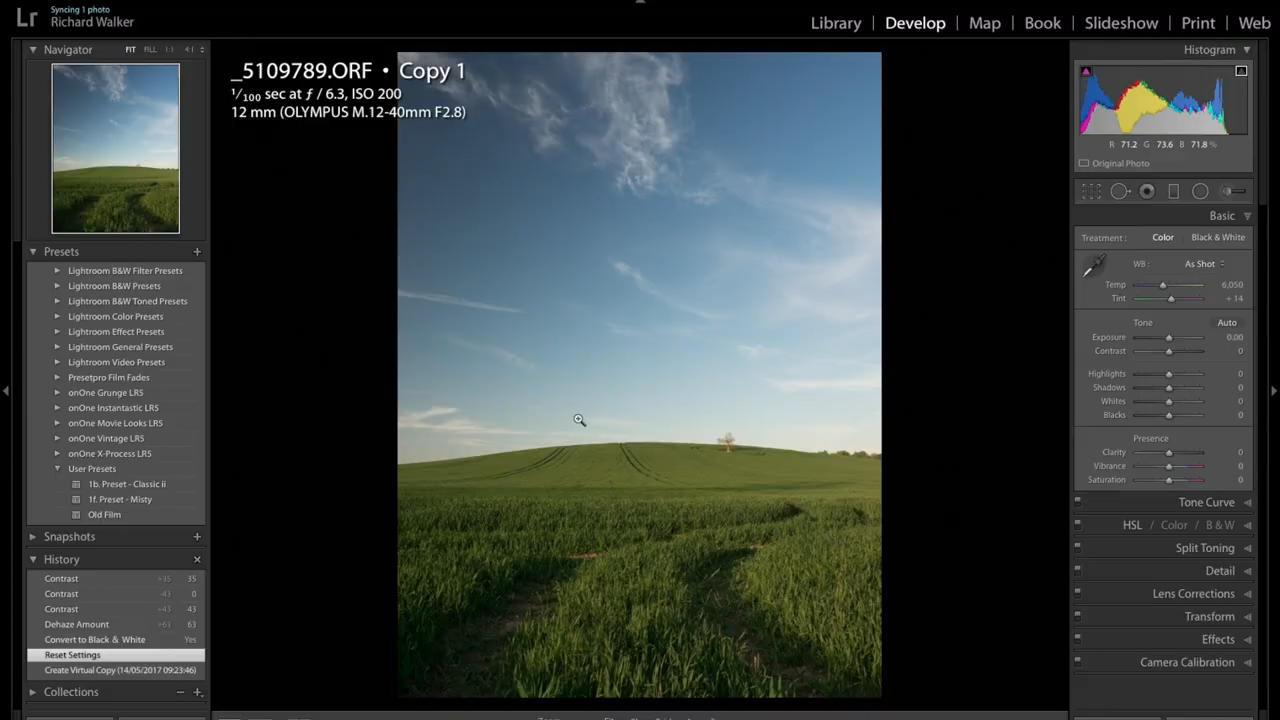 Lr
Syncing 1 photo
Richard Walker
Library | Develop | Map | Book | Slideshow | Print | Web
Navigator FIT FILL 1:1 4:1
Presets +
Lightroom B&W Filter Presets
Lightroom B&W Presets
Lightroom B&W Toned Presets
Lightroom Color Presets
Lightroom Effect Presets
Lightroom General Presets
Lightroom Video Presets
Presetpro Film Fades
onOne Grunge LR5
onOne Instantastic LR5
onOne Movie Looks LR5
onOne Vintage LR5
onOne X-Process LR5
User Presets
1b. Preset - Classic ii
1f. Preset - Misty
Old Film
Snapshots +
History ×
Contrast +35 35
Contrast -43 0
Contrast +43 43
Dehaze Amount +63 63
Convert to Black & White Yes
Reset Settings
Create Virtual Copy (14/05/2017 09:23:46)
Collections − +
_5109789.ORF • Copy 1
1/100 sec at ƒ / 6.3, ISO 200
12 mm (OLYMPUS M.12-40mm F2.8)
Histogram
R 71.2 G 73.6 B 71.8 %
Original Photo
Basic
Treatment : Color Black & White
WB : As Shot
Temp 6,050
Tint + 14
Tone Auto
Exposure 0.00
Contrast 0
Highlights 0
Shadows 0
Whites 0
Blacks 0
Presence
Clarity 0
Vibrance 0
Saturation 0
Tone Curve
HSL / Color / B & W
Split Toning
Detail
Lens Corrections
Transform
Effects
Camera Calibration